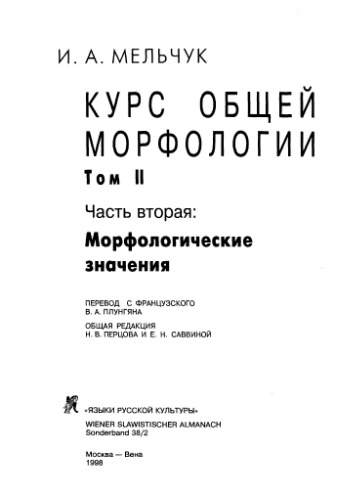 И. А. МЕЛЬЧУК
КУРС ОБЩЕЙ
МОРФОЛОГИИ
Том II
Часть вторая:
Морфологические
значения
ПЕРЕВОД С ФРАНЦУЗСКОГО
В. А. ПЛУНГЯНА
ОБЩАЯ РЕДАКЦИЯ
Н. В. ПЕРЦОВА И Е. Н. САВВИНОЙ
«ЯЗЫКИ РУССКОЙ КУЛЬТУРЫ»
WIENER SLAWISTISCHER ALMANACH
Sonderband 38/2
Москва — Вена
1998